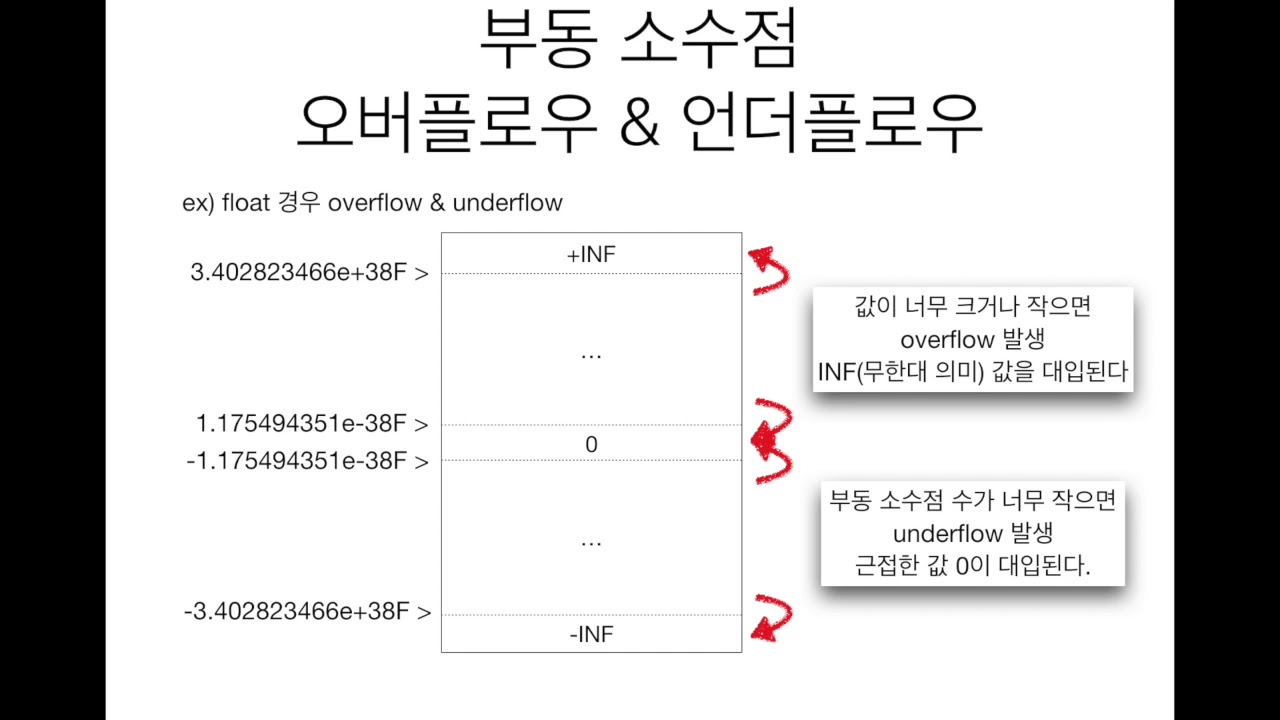 부동 소수점
오버플로우 & 언더플로우
ex) float 경우 overflow & underflow
+INF
3.402823466e+38F >
...
1.175494351e-38F >
0
-1.175494351e-38F >
...
-3.402823466e+38F >
-INF
값이 너무 크거나 작으면
overflow 발생
INF(무한대 의미) 값을 대입된다
부동 소수점 수가 너무 작으면
underflow 발생
근접한 값 0이 대입된다.